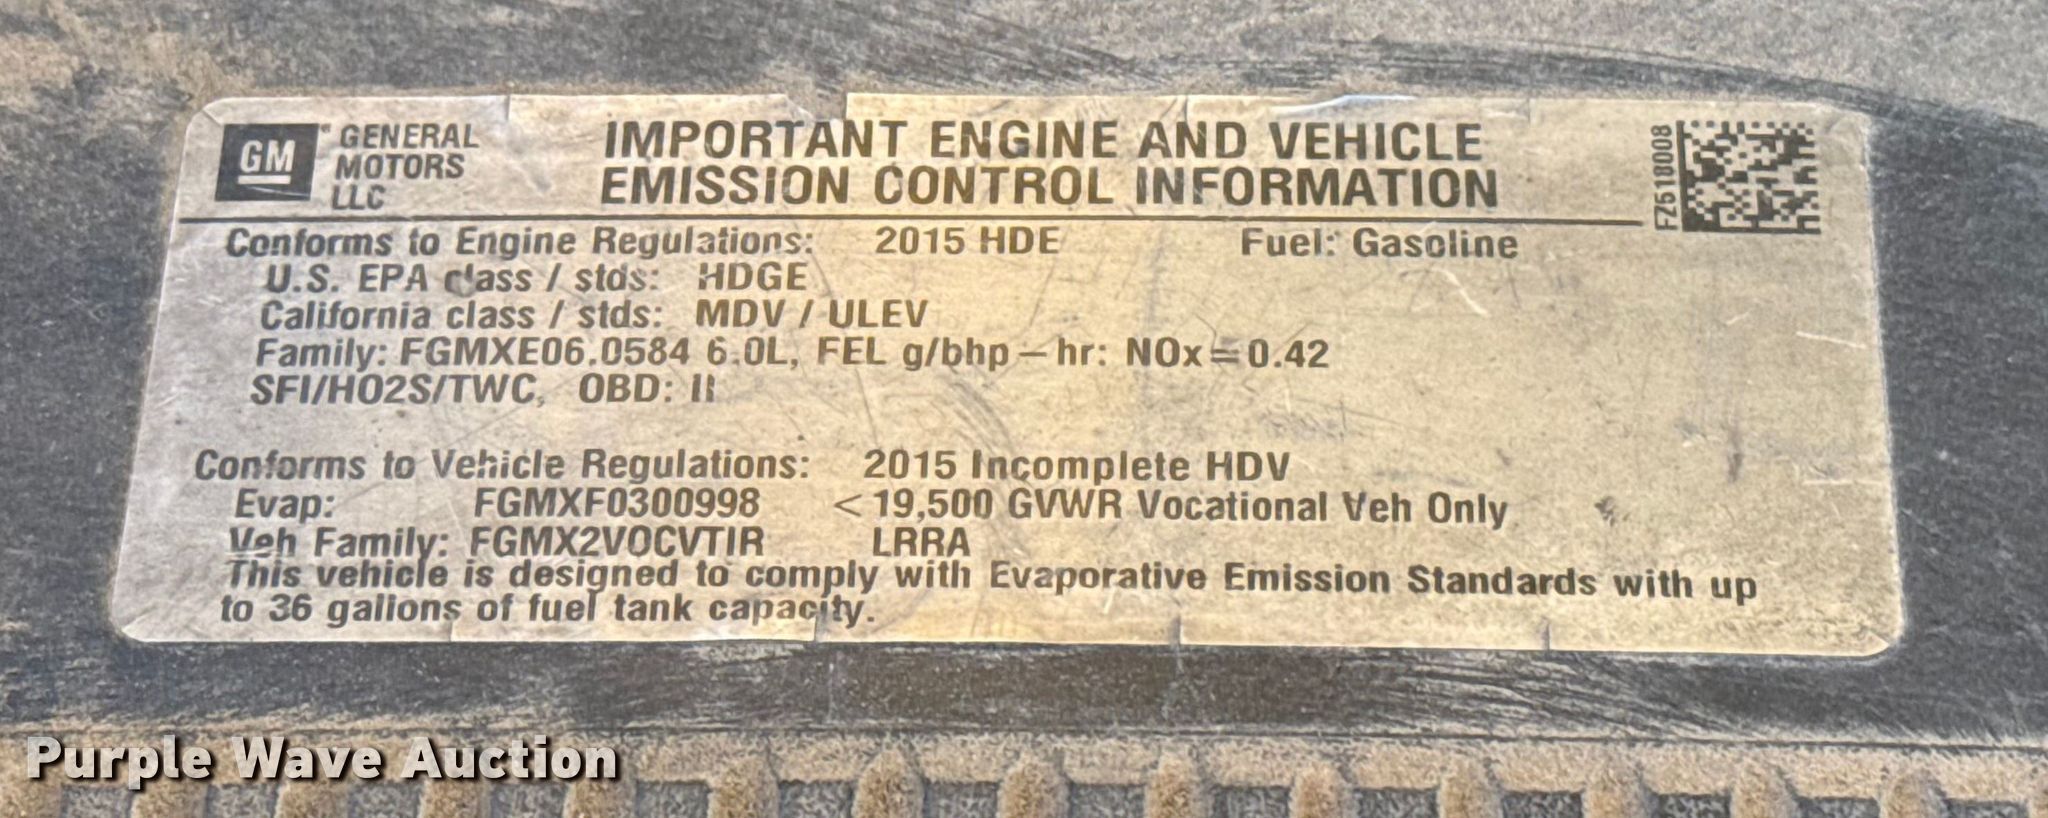 GM GENERAL MOTORS LLC
IMPORTANT ENGINE AND VEHICLE
EMISSION CONTROL INFORMATION
FZ518008
Conforms to Engine Regulations: 2015 HDE Fuel: Gasoline
U.S. EPA class / stds: HDGE
California class / stds: MDV / ULEV
Family: FGMXE06.0584 6.0L, FEL g/bhp – hr: NOx = 0.42
SFI/HO2S/TWC, OBD: II
Conforms to Vehicle Regulations: 2015 Incomplete HDV
Evap: FGMXF0300998 < 19,500 GVWR Vocational Veh Only
Veh Family: FGMX2VOCVTIR LRRA
This vehicle is designed to comply with Evaporative Emission Standards with up
to 36 gallons of fuel tank capacity.
Purple Wave Auction